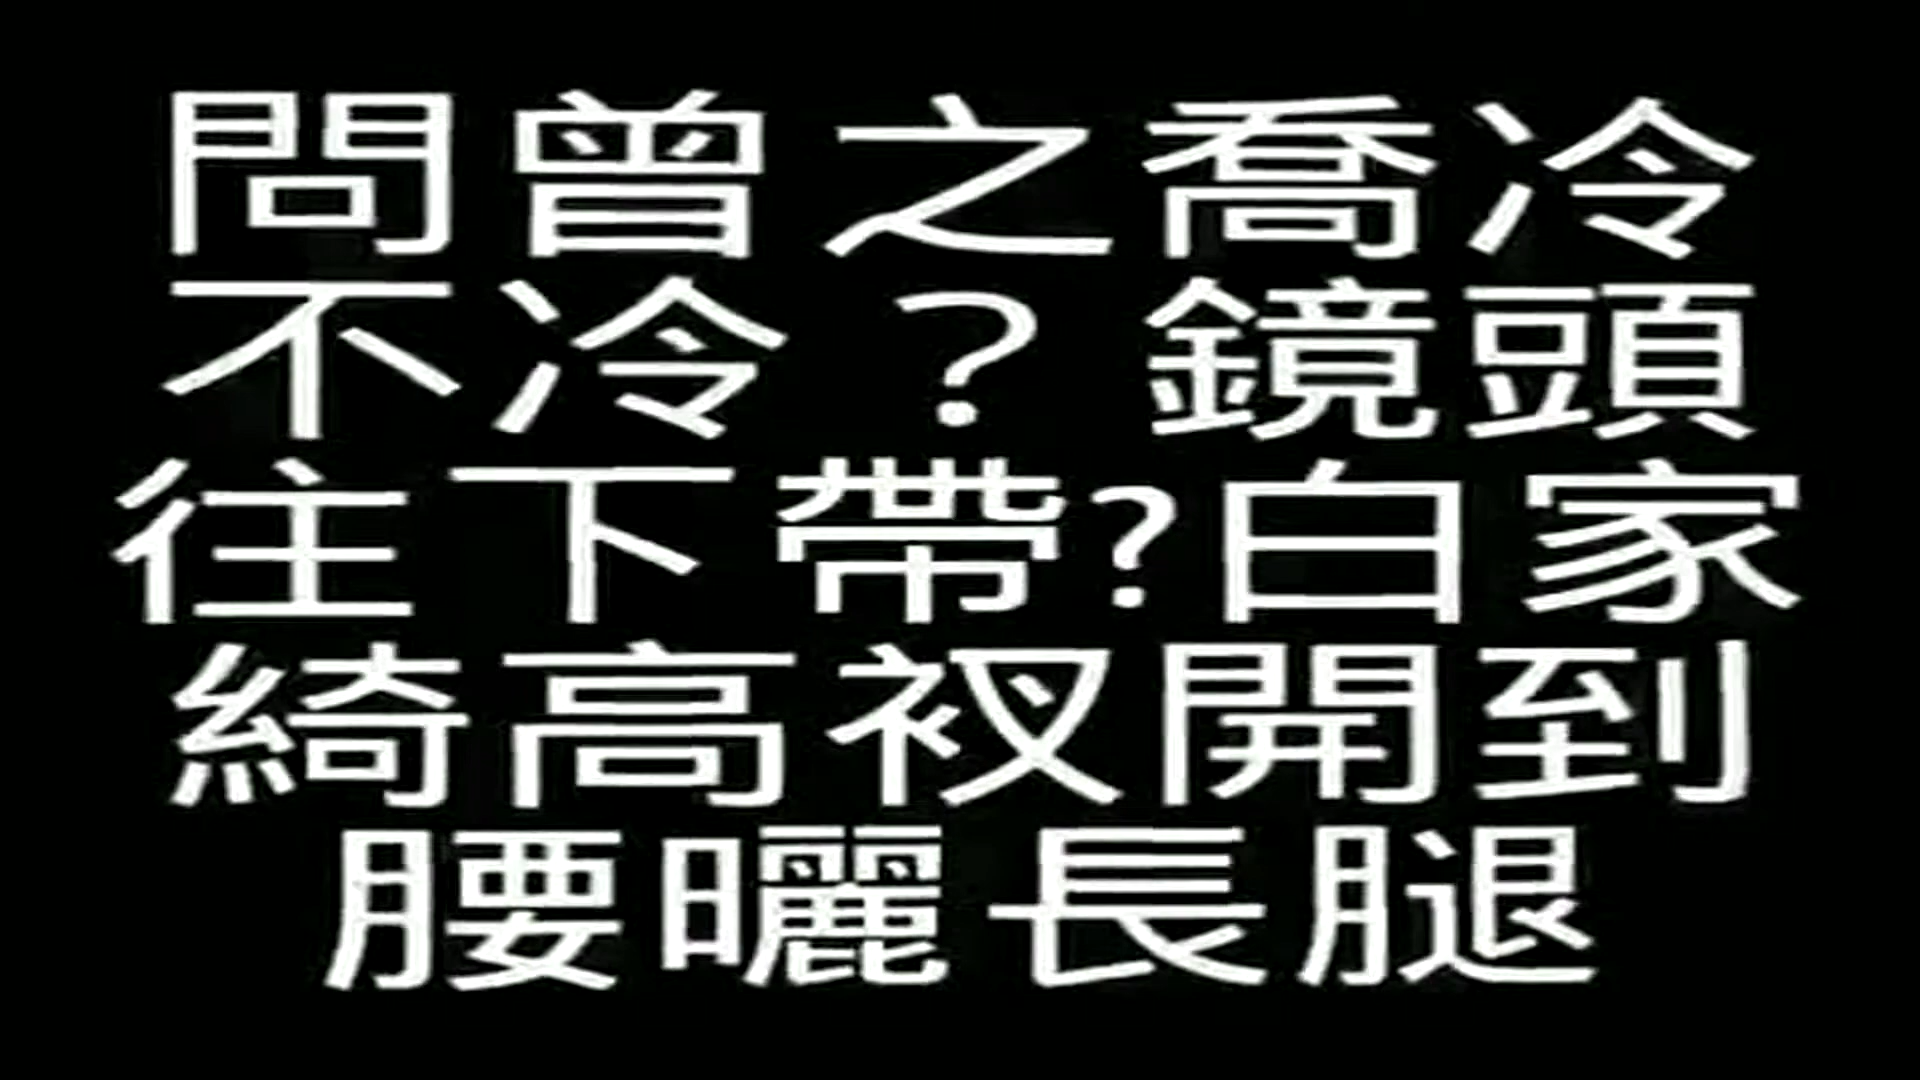 問曾之喬冷
不冷？鏡頭
往下帶?白家
綺高衩開到
腰曬長腿